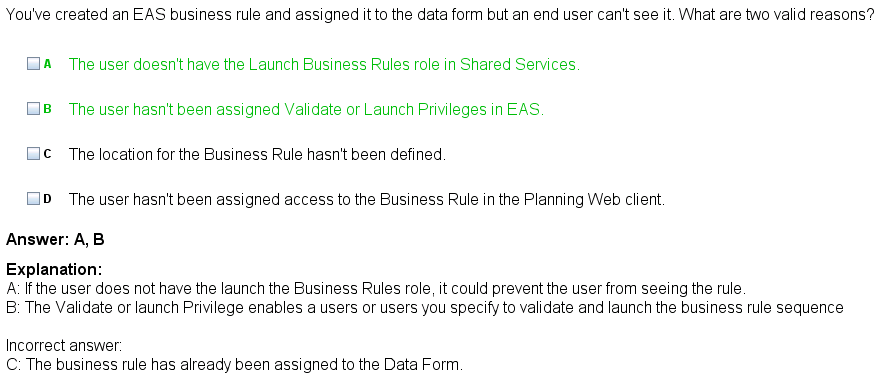 You've created an EAS business rule and assigned it to the data form but an end user can't see it. What are two valid reasons?
A The user doesn't have the Launch Business Rules role in Shared Services.
B The user hasn't been assigned Validate or Launch Privileges in EAS.
C The location for the Business Rule hasn't been defined.
D The user hasn't been assigned access to the Business Rule in the Planning Web client.
Answer: A, B
Explanation:
A: If the user does not have the launch the Business Rules role, it could prevent the user from seeing the rule.
B: The Validate or launch Privilege enables a users or users you specify to validate and launch the business rule sequence
Incorrect answer:
C: The business rule has already been assigned to the Data Form.